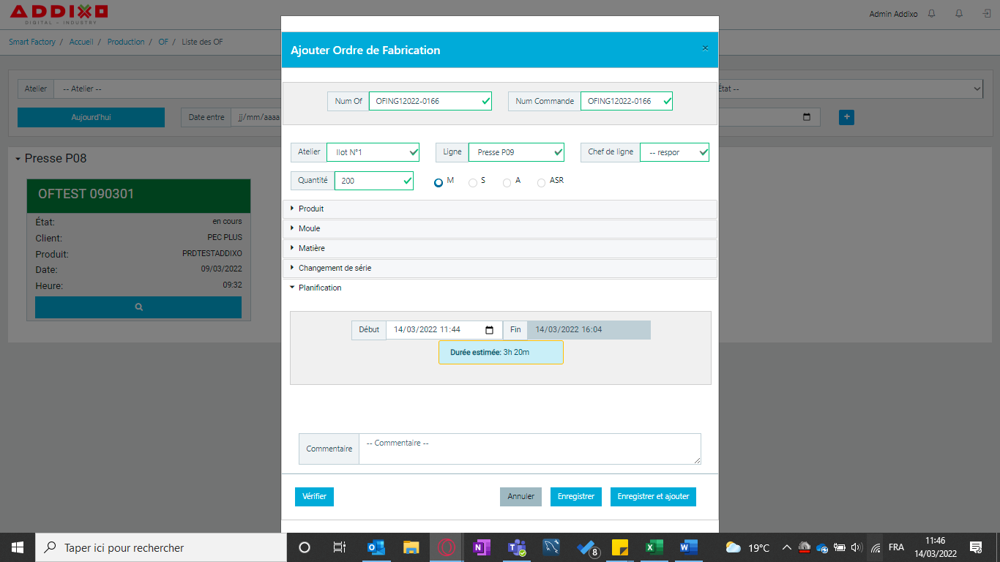 ADDIXO
DIGITAL - INDUSTRY
Admin Addixo
Smart Factory / Accueil / Production / OF / Liste des OF
Ajouter Ordre de Fabrication ×
Atelier -- Atelier --
État --
Aujourd'hui Date entre jj/mm/aaaa
+
Num Of OFING12022-0166 Num Commande OFING12022-0166
Atelier Ilot N°1 Ligne Presse P09 Chef de ligne -- respor
Quantité 200 M S A ASR
Presse P08
OFTEST 090301
État: en cours
Client: PEC PLUS
Produit: PRDTESTADDIXO
Date: 09/03/2022
Heure: 09:32
Produit
Moule
Matière
Changement de série
Planification
Début 14/03/2022 11:44 Fin 14/03/2022 16:04
Durée estimée: 3h 20m
Commentaire -- Commentaire --
Vérifier Annuler Enregistrer Enregistrer et ajouter
Taper ici pour rechercher
8
19°C
FRA
11:46
14/03/2022